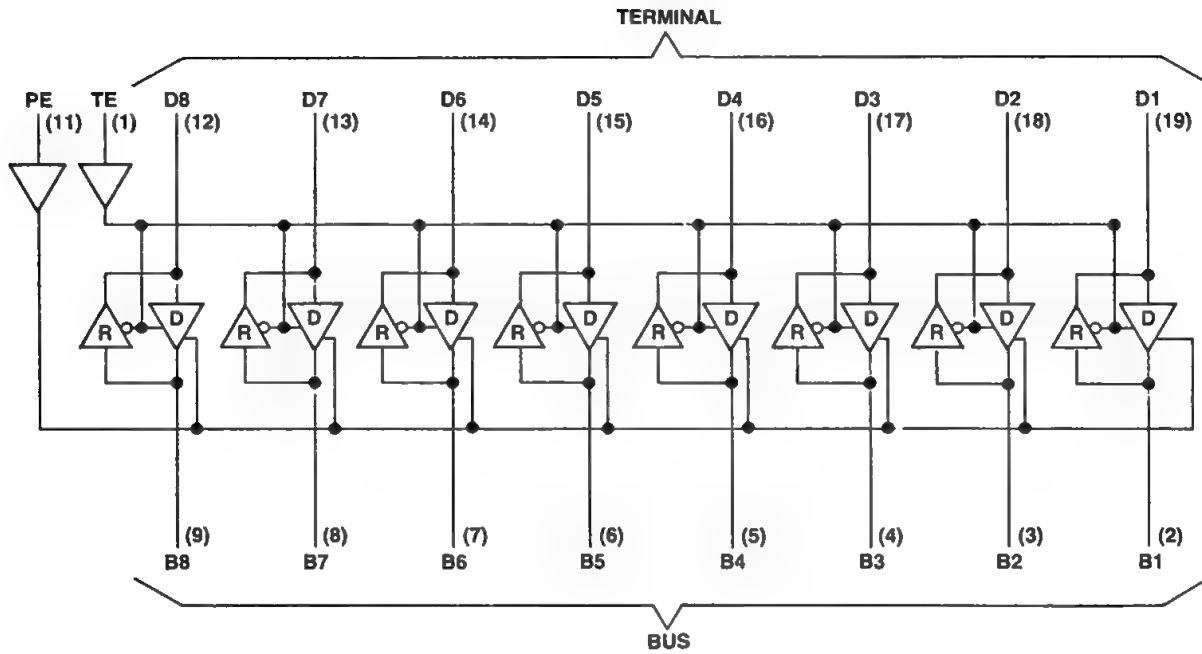 TERMINAL
PE TE D8 D7 D6 D5 D4 D3 D2 D1
(11) (1) (12) (13) (14) (15) (16) (17) (18) (19)
R D R D R D R D R D R D R D R D
(9) (8) (7) (6) (5) (4) (3) (2)
B8 B7 B6 B5 B4 B3 B2 B1
BUS